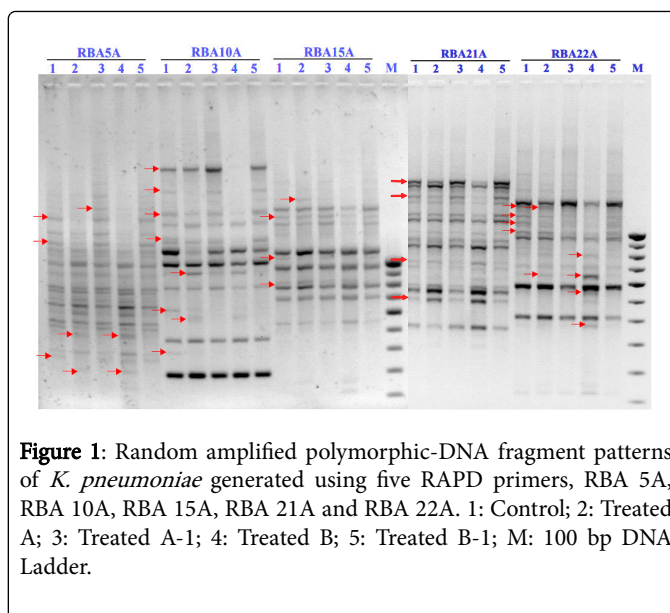 RBA5A RBA10A RBA15A RBA21A RBA22A
1 2 3 4 5 1 2 3 4 5 1 2 3 4 5 M 1 2 3 4 5 1 2 3 4 5 M
Figure 1: Random amplified polymorphic-DNA fragment patterns
of K. pneumoniae generated using five RAPD primers, RBA 5A,
RBA 10A, RBA 15A, RBA 21A and RBA 22A. 1: Control; 2: Treated
A; 3: Treated A-1; 4: Treated B; 5: Treated B-1; M: 100 bp DNA
Ladder.